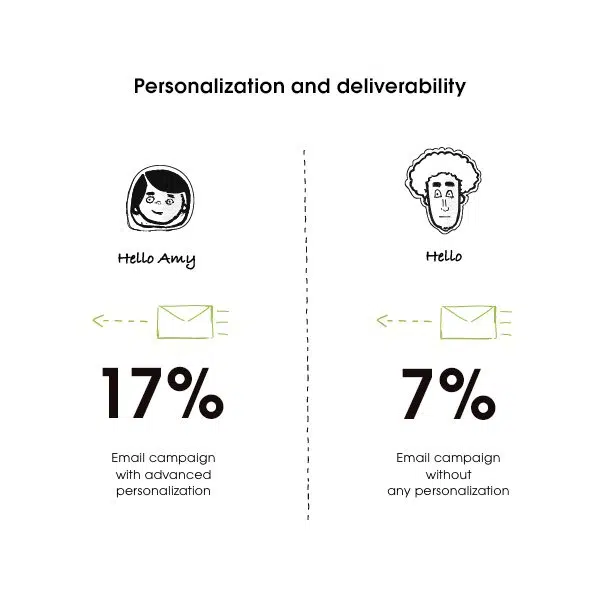 Personalization and deliverability
Hello Amy
17%
Email campaign
with advanced
personalization
Hello
7%
Email campaign
without
any personalization